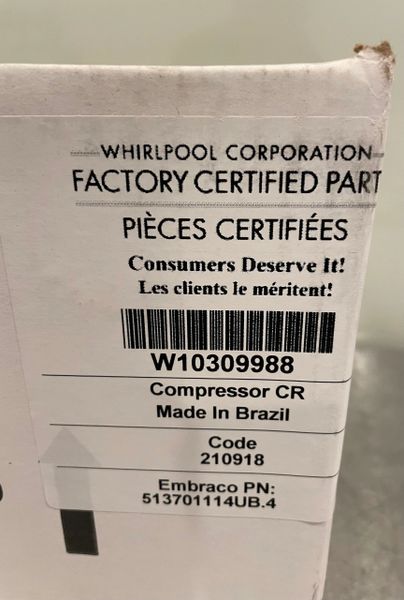 WHIRLPOOL CORPORATION
FACTORY CERTIFIED PART
PIÈCES CERTIFIÉES
Consumers Deserve It!
Les clients le méritent!
W10309988
Compressor CR
Made In Brazil
Code
210918
Embraco PN:
513701114UB.4